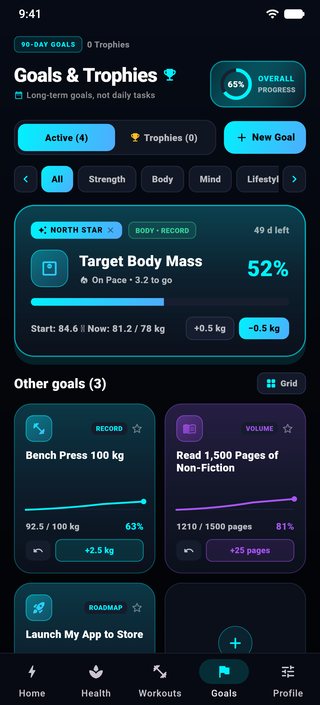 9:41
90-DAY GOALS 0 Trophies
Goals & Trophies
Long-term goals, not daily tasks
65%
OVERALL
PROGRESS
Active (4)
Trophies (0)
+ New Goal
All
Strength
Body
Mind
Lifestyl
NORTH STAR ×
BODY • RECORD
49 d left
Target Body Mass
On Pace • 3.2 to go
52%
Start: 84.6 ▯ Now: 81.2 / 78 kg
+0.5 kg
−0.5 kg
Other goals (3)
Grid
RECORD
Bench Press 100 kg
92.5 / 100 kg 63%
+2.5 kg
VOLUME
Read 1,500 Pages of
Non-Fiction
1210 / 1500 pages 81%
+25 pages
ROADMAP
Launch My App to Store
+
Home
Health
Workouts
Goals
Profile